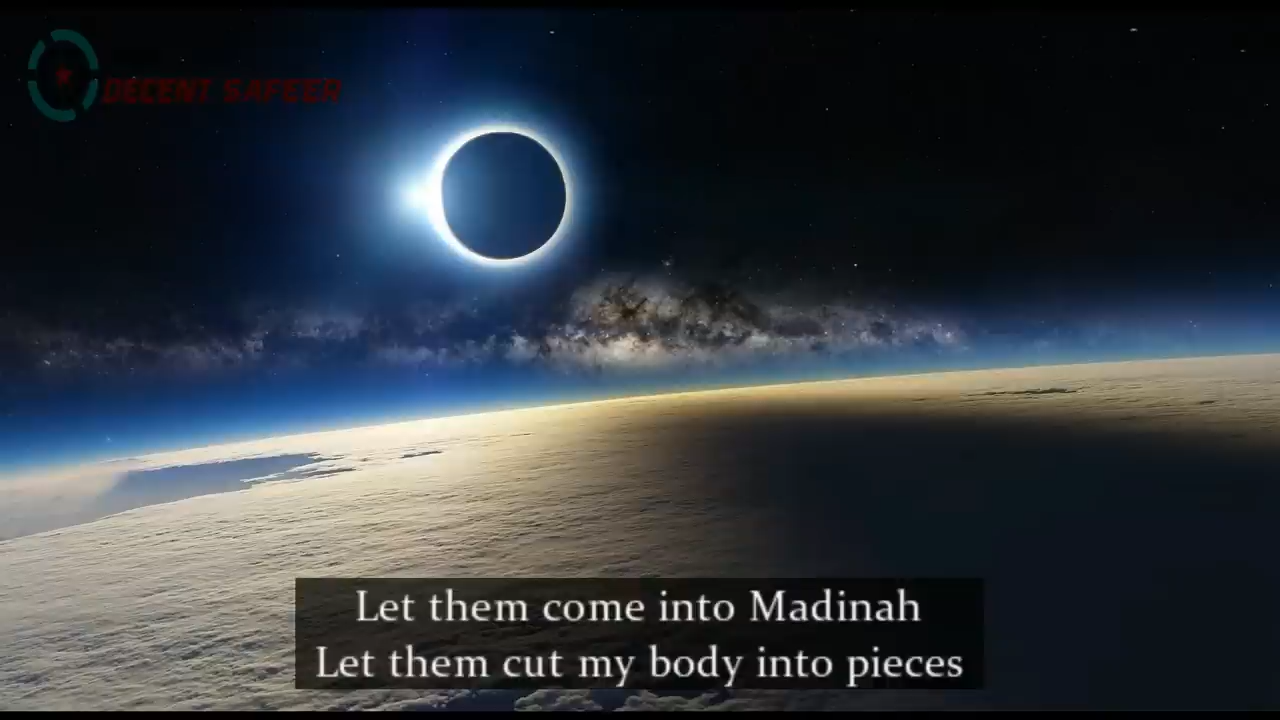 DECENT SAFEER
Let them come into Madinah
Let them cut my body into pieces